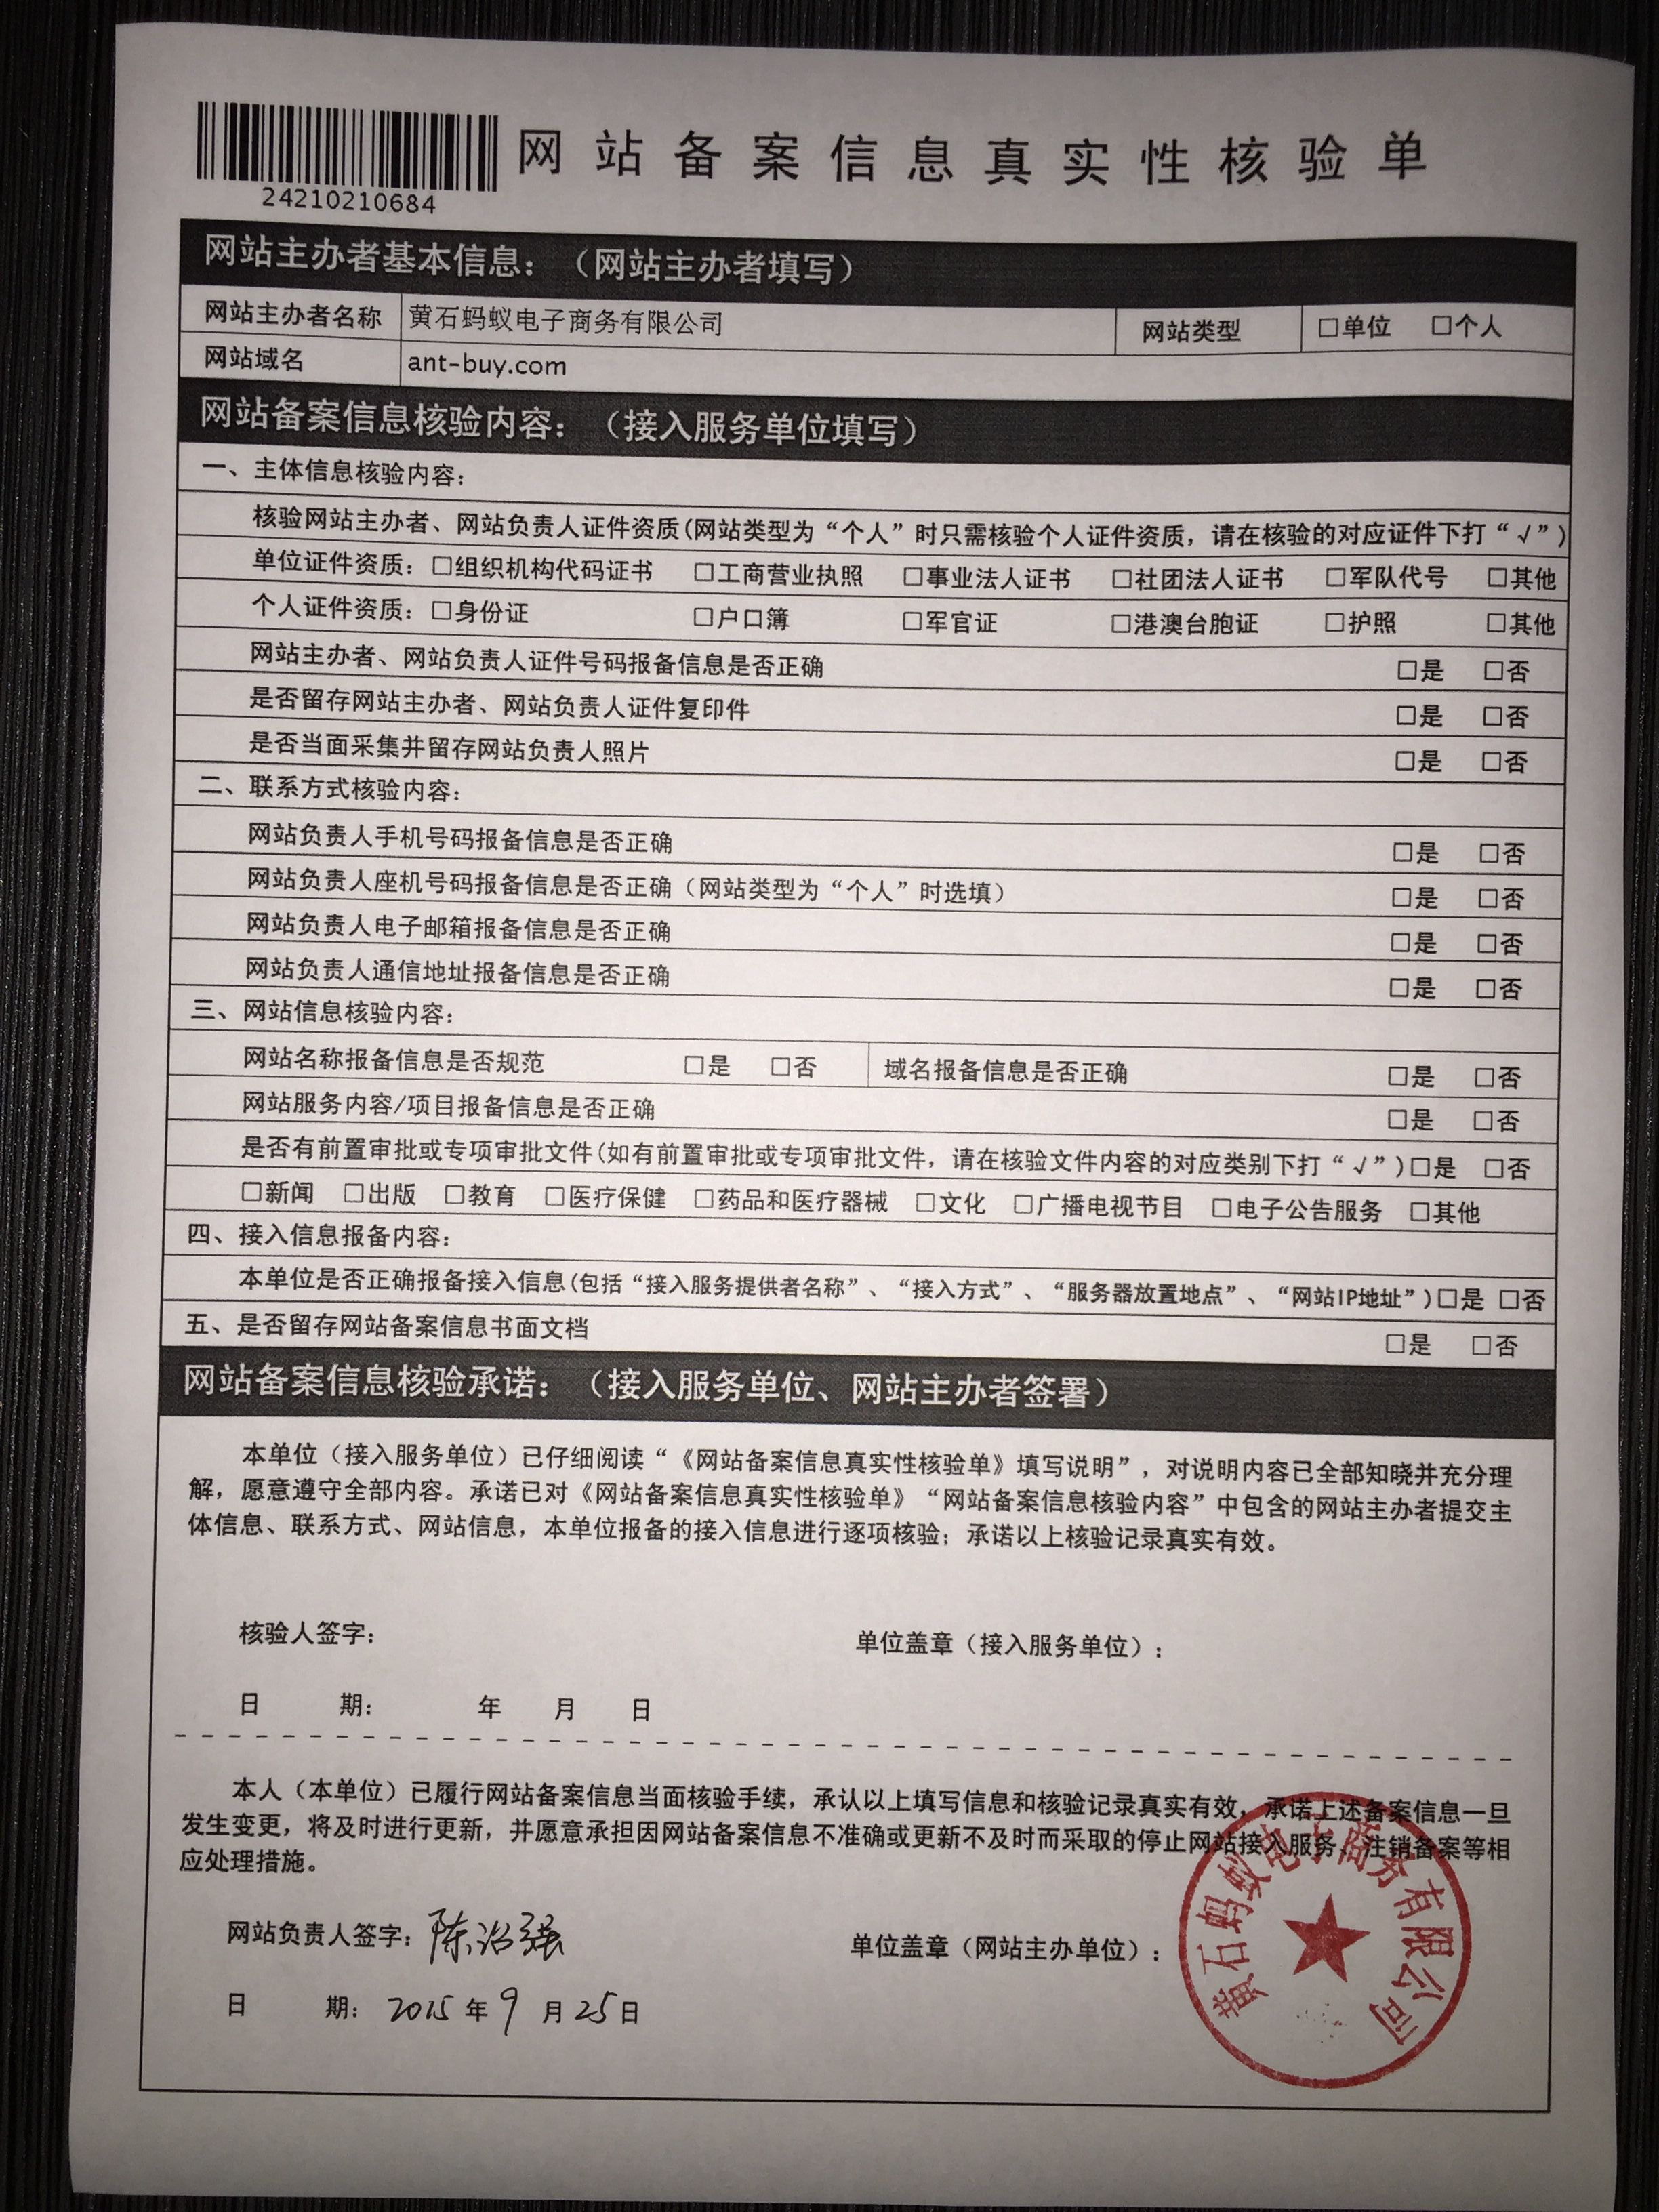 网站备案信息真实性核验单
24210210684
网站主办者基本信息：（网站主办者填写）
网站主办者名称 黄石蚂蚁电子商务有限公司 网站类型 □单位 □个人
网站域名 ant-buy.com
网站备案信息核验内容：（接入服务单位填写）
一、主体信息核验内容：
核验网站主办者、网站负责人证件资质(网站类型为“个人”时只需核验个人证件资质，请在核验的对应证件下打“√”)
单位证件资质：□组织机构代码证书 □工商营业执照 □事业法人证书 □社团法人证书 □军队代号 □其他
个人证件资质：□身份证 □户口簿 □军官证 □港澳台胞证 □护照 □其他
网站主办者、网站负责人证件号码报备信息是否正确 □是 □否
是否留存网站主办者、网站负责人证件复印件 □是 □否
是否当面采集并留存网站负责人照片 □是 □否
二、联系方式核验内容：
网站负责人手机号码报备信息是否正确 □是 □否
网站负责人座机号码报备信息是否正确（网站类型为“个人”时选填） □是 □否
网站负责人电子邮箱报备信息是否正确 □是 □否
网站负责人通信地址报备信息是否正确 □是 □否
三、网站信息核验内容：
网站名称报备信息是否规范 □是 □否 域名报备信息是否正确 □是 □否
网站服务内容/项目报备信息是否正确 □是 □否
是否有前置审批或专项审批文件(如有前置审批或专项审批文件，请在核验文件内容的对应类别下打“√”)□是 □否
□新闻 □出版 □教育 □医疗保健 □药品和医疗器械 □文化 □广播电视节目 □电子公告服务 □其他
四、接入信息报备内容：
本单位是否正确报备接入信息(包括“接入服务提供者名称”、“接入方式”、“服务器放置地点”、“网站IP地址”)□是 □否
五、是否留存网站备案信息书面文档 □是 □否
网站备案信息核验承诺：（接入服务单位、网站主办者签署）
本单位（接入服务单位）已仔细阅读“《网站备案信息真实性核验单》填写说明”，对说明内容已全部知晓并充分理
解，愿意遵守全部内容。承诺已对《网站备案信息真实性核验单》“网站备案信息核验内容”中包含的网站主办者提交主
体信息、联系方式、网站信息，本单位报备的接入信息进行逐项核验；承诺以上核验记录真实有效。
核验人签字： 单位盖章（接入服务单位）：
日 期： 年 月 日
本人（本单位）已履行网站备案信息当面核验手续，承认以上填写信息和核验记录真实有效，承诺上述备案信息一旦
发生变更，将及时进行更新，并愿意承担因网站备案信息不准确或更新不及时而采取的停止网站接入服务、注销备案等相
应处理措施。
网站负责人签字：陈治强 单位盖章（网站主办单位）：
日 期： 2015年9月25日
黄石蚂蚁电子商务有限公司